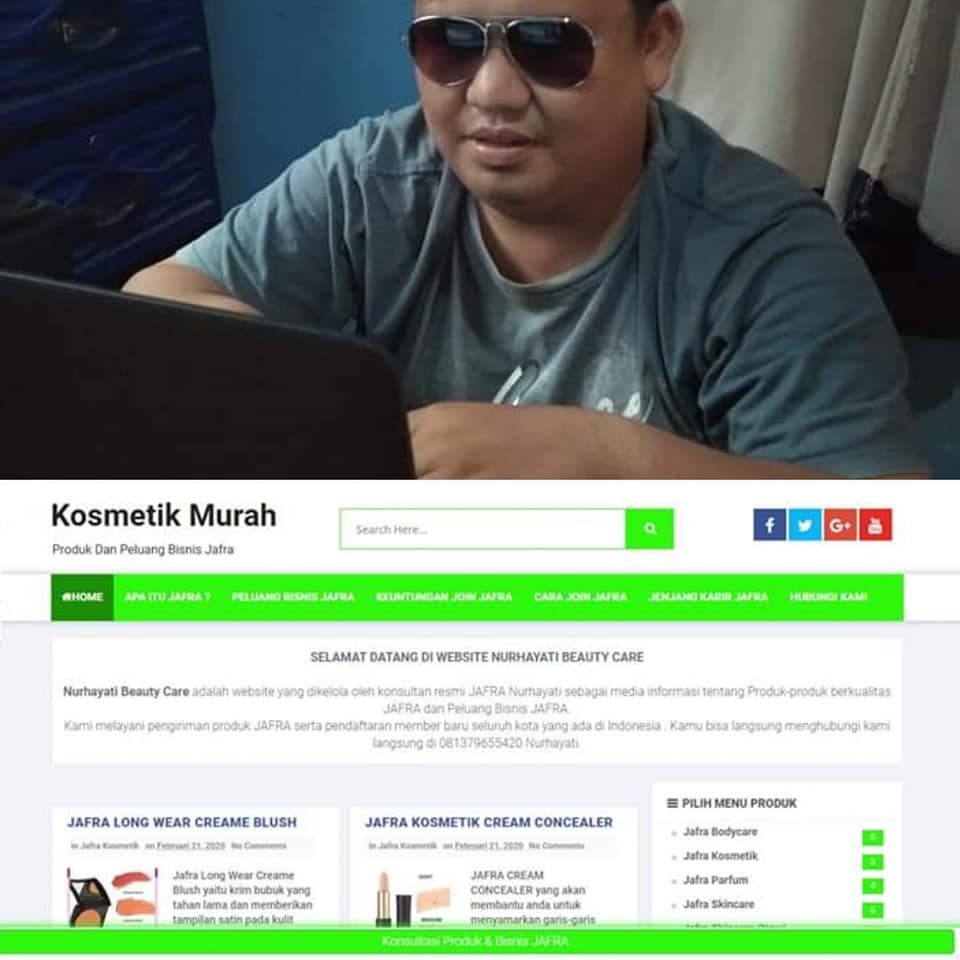 Kosmetik Murah
Produk Dan Peluang Bisnis Jafra
Search Here...
HOME APA ITU JAFRA ? PELUANG BISNIS JAFRA KEUNTUNGAN JOIN JAFRA CARA JOIN JAFRA JENJANG KARIR JAFRA HUBUNGI KAMI
SELAMAT DATANG DI WEBSITE NURHAYATI BEAUTY CARE
Nurhayati Beauty Care adalah website yang dikelola oleh konsultan resmi JAFRA Nurhayati sebagai media informasi tentang Produk-produk berkualitas
JAFRA dan Peluang Bisnis JAFRA.
Kami melayani pengiriman produk JAFRA serta pendaftaran member baru seluruh kota yang ada di Indonesia . Kamu bisa langsung menghubungi kami
langsung di 081379655420 Nurhayati.
JAFRA LONG WEAR CREAME BLUSH
in Jafra Kosmetik on Februari 21, 2020 No Comments
Jafra Long Wear Creame
Blush yaitu krim bubuk yang
tahan lama dan memberikan
tampilan satin pada kulit
JAFRA KOSMETIK CREAM CONCEALER
in Jafra Kosmetik on Februari 21, 2020 No Comments
JAFRA CREAM
CONCEALER yang akan
membantu anda untuk
menyamarkan garis-garis
PILIH MENU PRODUK
Jafra Bodycare
Jafra Kosmetik
Jafra Parfum
Jafra Skincare
Konsultasi Produk & Bisnis JAFRA